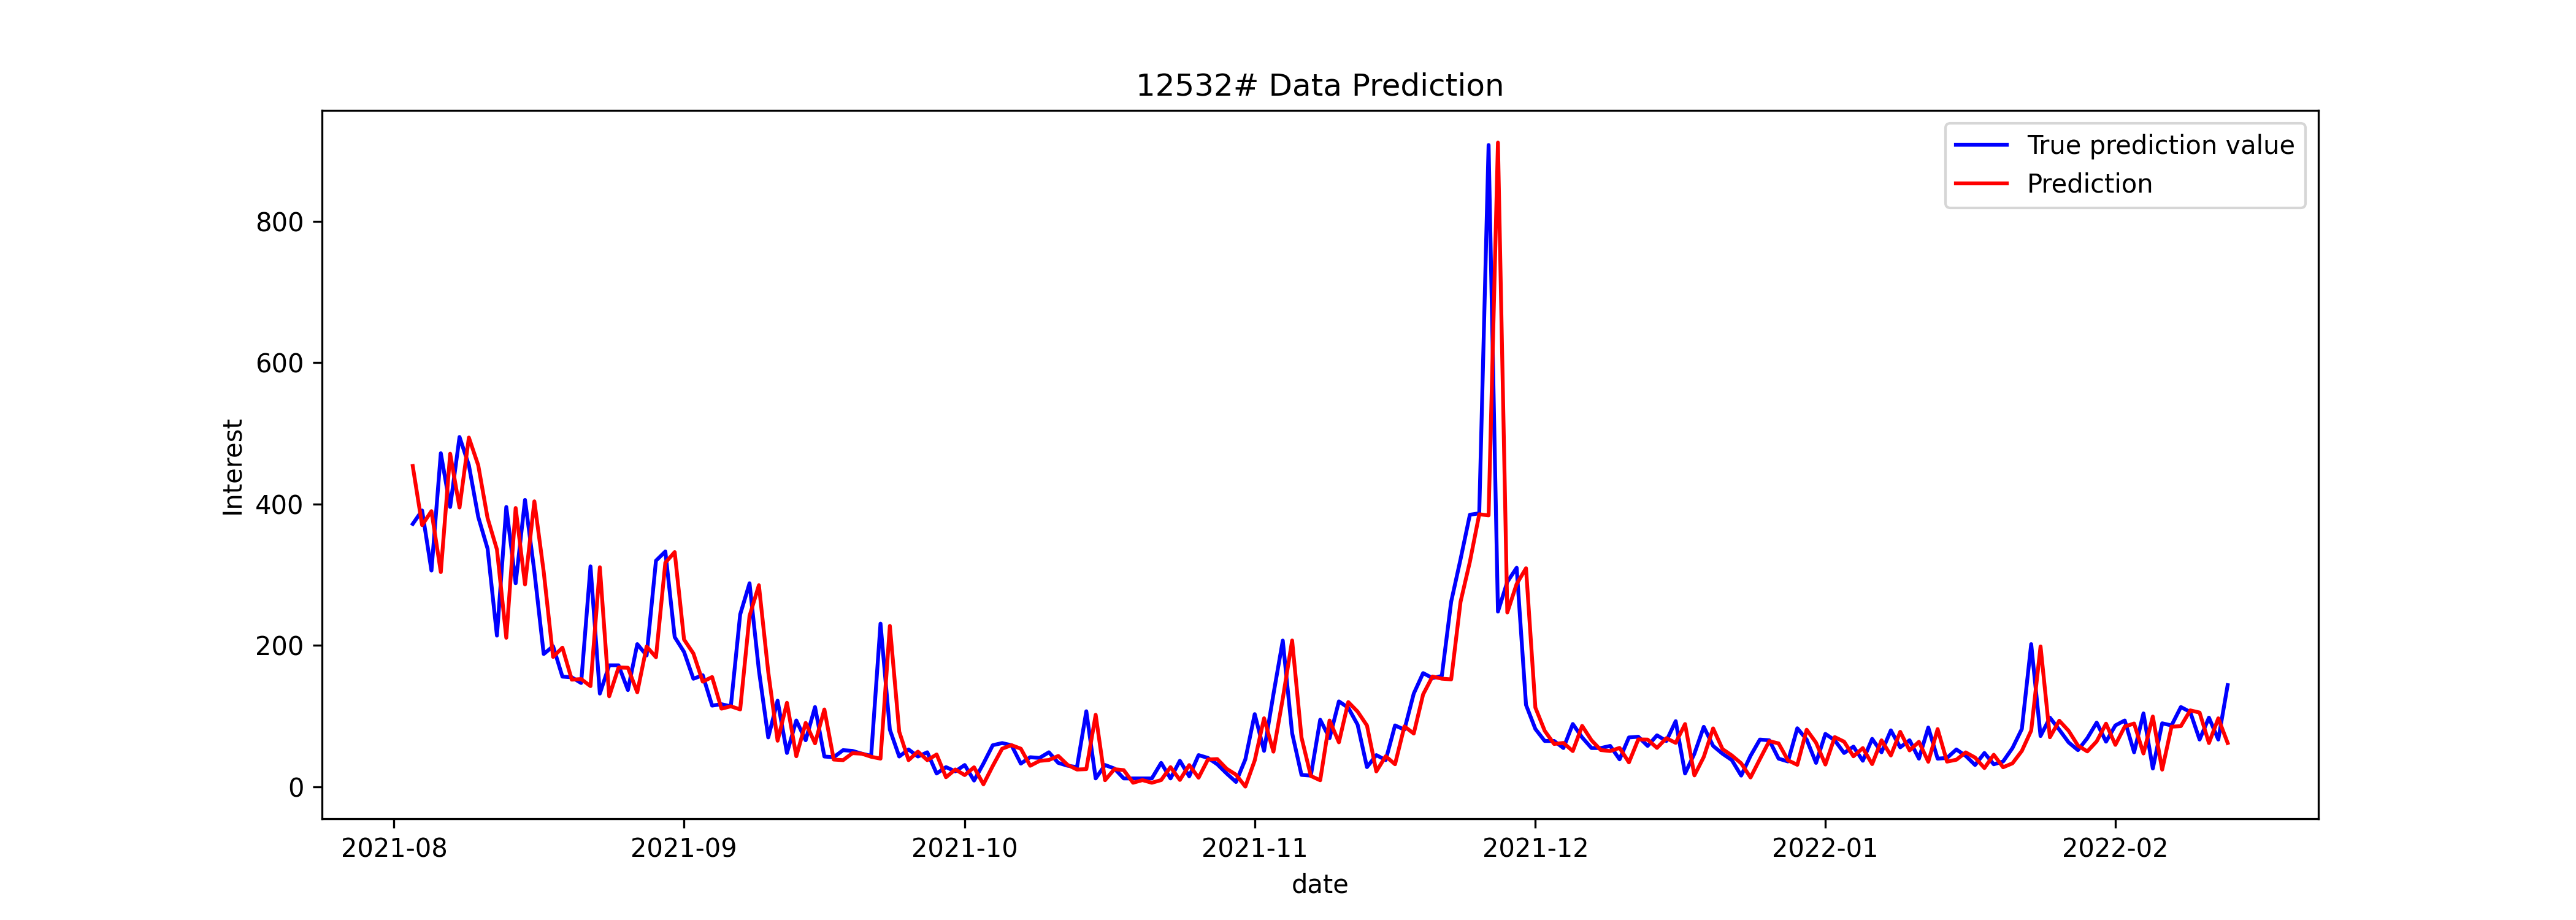 12532# Data Prediction
True prediction value
Prediction
800
600
400
200
0
Interest
2021-08 2021-09 2021-10 2021-11 2021-12 2022-01 2022-02
date